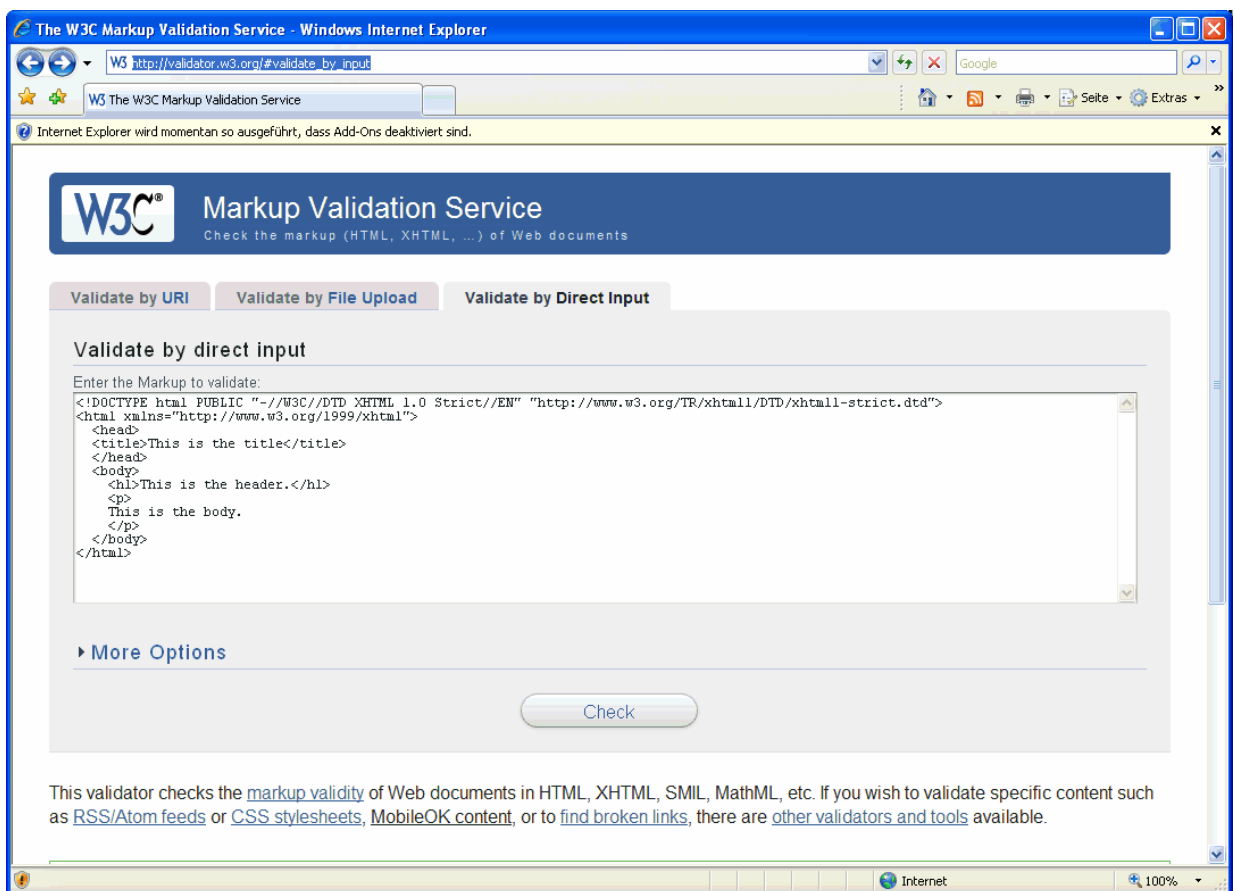 The W3C Markup Validation Service - Windows Internet Explorer
W3 http://validator.w3.org/#validate_by_input
Google
W3 The W3C Markup Validation Service
Seite
Extras
»
Internet Explorer wird momentan so ausgeführt, dass Add-Ons deaktiviert sind.
W3C®
Markup Validation Service
Check the markup (HTML, XHTML, …) of Web documents
Validate by URI
Validate by File Upload
Validate by Direct Input
Validate by direct input
Enter the Markup to validate:
<!DOCTYPE html PUBLIC "-//W3C//DTD XHTML 1.0 Strict//EN" "http://www.w3.org/TR/xhtml1/DTD/xhtml1-strict.dtd">
<html xmlns="http://www.w3.org/1999/xhtml">
<head>
<title>This is the title</title>
</head>
<body>
<h1>This is the header.</h1>
<p>
This is the body.
</p>
</body>
</html>
More Options
Check
This validator checks the markup validity of Web documents in HTML, XHTML, SMIL, MathML, etc. If you wish to validate specific content such
as RSS/Atom feeds or CSS stylesheets, MobileOK content, or to find broken links, there are other validators and tools available.
Internet
100%